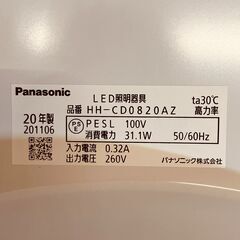 Panasonic
LED照明器具
ta30℃
品番 HH-CD0820AZ
高力率
20年製
201106
PSE PESL 100V
消費電力 31.1W 50/60Hz
入力電流 0.32A
出力電圧 260V
パナソニック株式会社